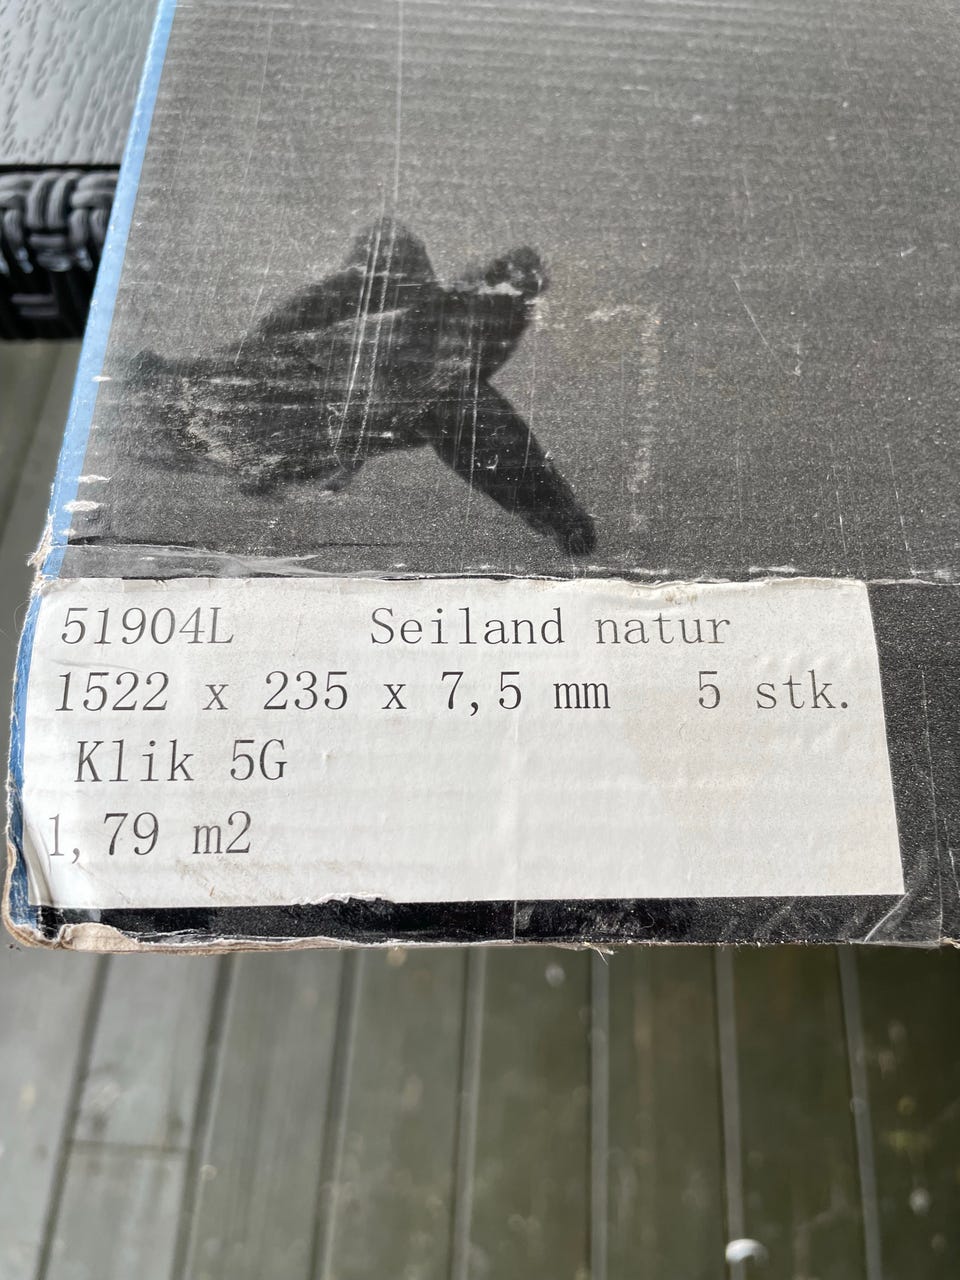 51904L Seiland natur
1522 x 235 x 7,5 mm 5 stk.
Klik 5G
1,79 m2